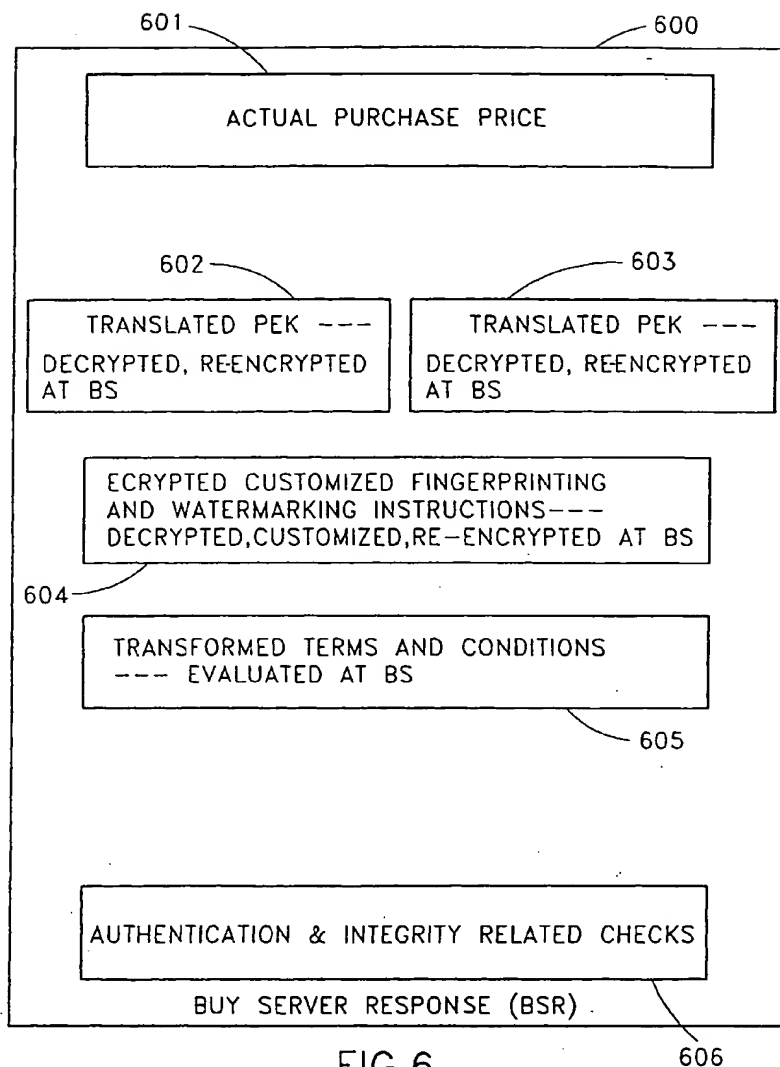 601
600
ACTUAL PURCHASE PRICE
602
603
TRANSLATED PEK ---
DECRYPTED, RE-ENCRYPTED
AT BS
TRANSLATED PEK ---
DECRYPTED, RE-ENCRYPTED
AT BS
ECRYPTED CUSTOMIZED FINGERPRINTING
AND WATERMARKING INSTRUCTIONS---
DECRYPTED,CUSTOMIZED,RE-ENCRYPTED AT BS
604
TRANSFORMED TERMS AND CONDITIONS
--- EVALUATED AT BS
605
AUTHENTICATION & INTEGRITY RELATED CHECKS
BUY SERVER RESPONSE (BSR)
606
FIG.6